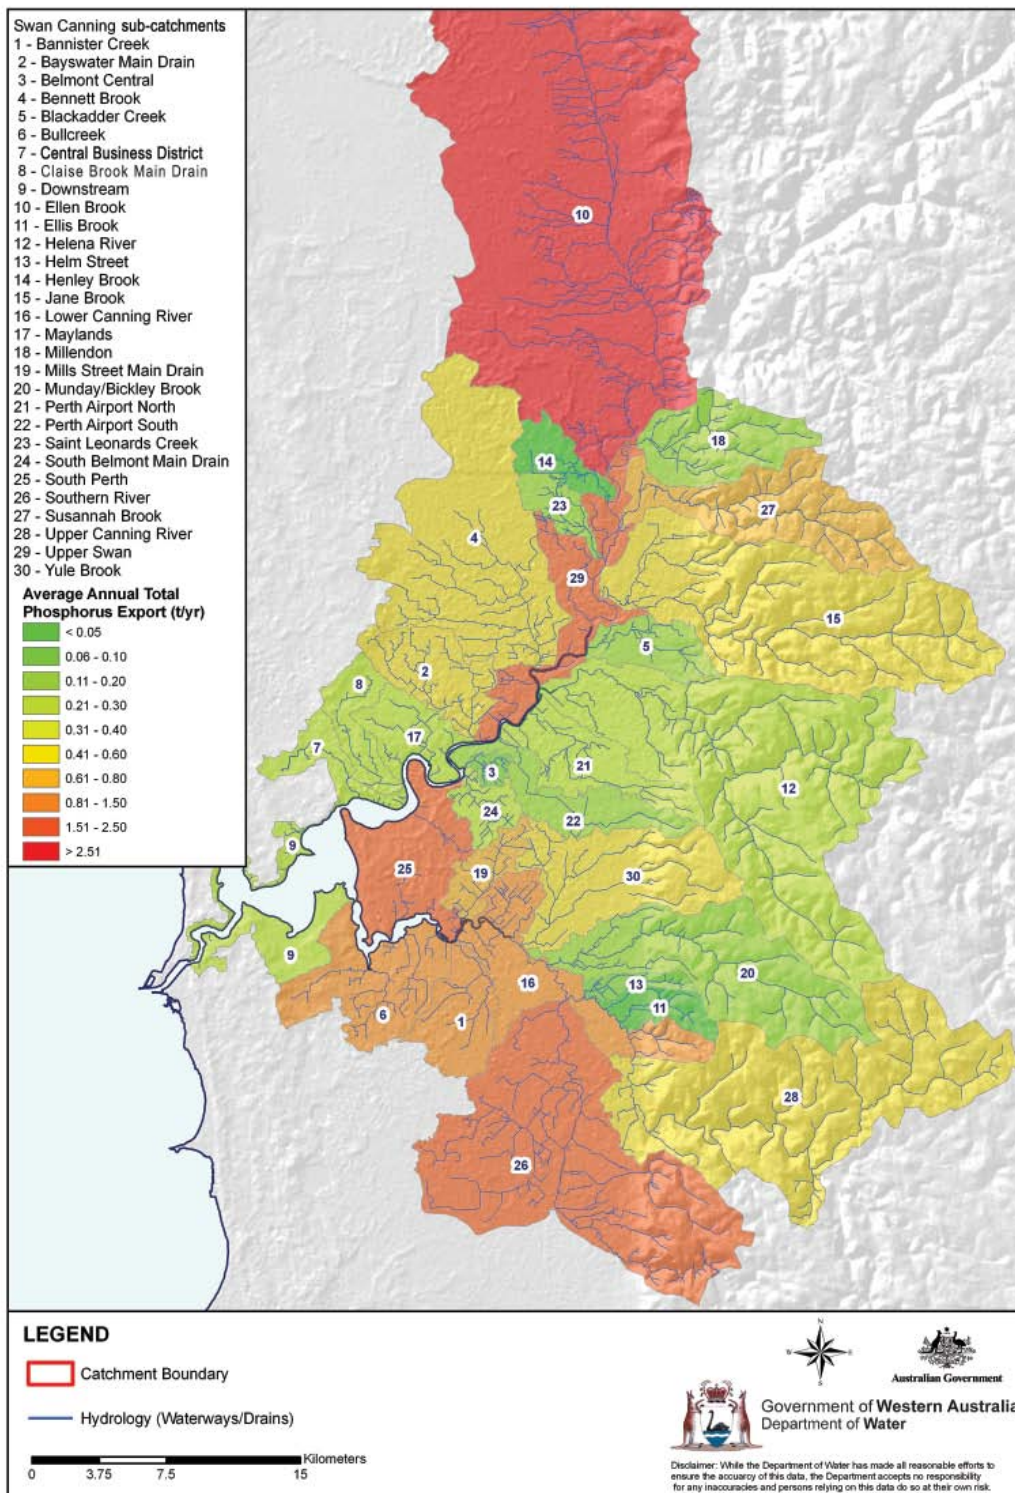 Swan Canning sub-catchments
1 - Bannister Creek
2 - Bayswater Main Drain
3 - Belmont Central
4 - Bennett Brook
5 - Blackadder Creek
6 - Bullcreek
7 - Central Business District
8 - Claise Brook Main Drain
9 - Downstream
10 - Ellen Brook
11 - Ellis Brook
12 - Helena River
13 - Helm Street
14 - Henley Brook
15 - Jane Brook
16 - Lower Canning River
17 - Maylands
18 - Millendon
19 - Mills Street Main Drain
20 - Munday/Bickley Brook
21 - Perth Airport North
22 - Perth Airport South
23 - Saint Leonards Creek
24 - South Belmont Main Drain
25 - South Perth
26 - Southern River
27 - Susannah Brook
28 - Upper Canning River
29 - Upper Swan
30 - Yule Brook
Average Annual Total
Phosphorus Export (t/yr)
< 0.05
0.06 - 0.10
0.11 - 0.20
0.21 - 0.30
0.31 - 0.40
0.41 - 0.60
0.61 - 0.80
0.81 - 1.50
1.51 - 2.50
> 2.51
10
18
14
23
27
4
29
15
5
2
8
17
7
3
21
12
24
22
9
25
19
30
9
16
13
20
11
6
1
28
26
LEGEND
Catchment Boundary
Hydrology (Waterways/Drains)
Kilometers
0 3.75 7.5 15
N
W E
S
Australian Government
Government of Western Australia
Department of Water
Disclaimer: While the Department of Water has made all reasonable efforts to
ensure the accuarcy of this data, the Department accepts no responsibility
for any inaccuracies and persons relying on this data do so at their own risk.